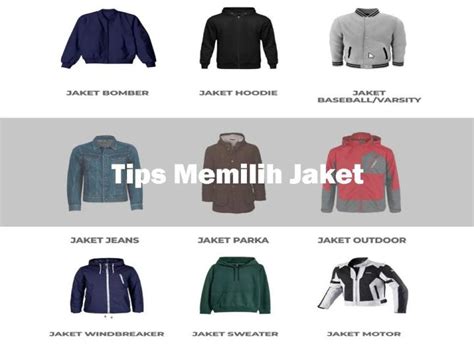 JAKET BOMBER
JAKET HOODIE
JAKET
BASEBALL/VARSITY
Tips Memilih Jaket
JAKET JEANS
JAKET PARKA
JAKET OUTDOOR
JAKET WINDBREAKER
JAKET SWEATER
JAKET MOTOR